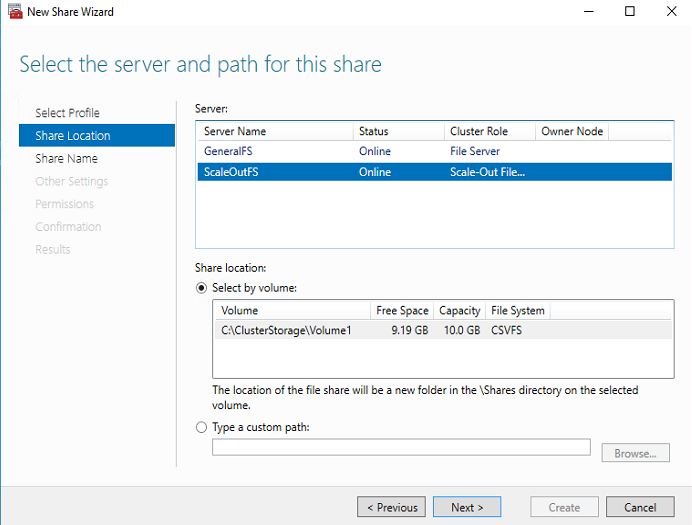 New Share Wizard
Select the server and path for this share
Select Profile
Share Location
Share Name
Other Settings
Permissions
Confirmation
Results
Server:
Server Name Status Cluster Role Owner Node
GeneralFS Online File Server
ScaleOutFS Online Scale-Out File...
Share location:
Select by volume:
Volume Free Space Capacity File System
C:\ClusterStorage\Volume1 9.19 GB 10.0 GB CSVFS
The location of the file share will be a new folder in the \Shares directory on the selected
volume.
Type a custom path:
Browse...
< Previous Next > Create Cancel